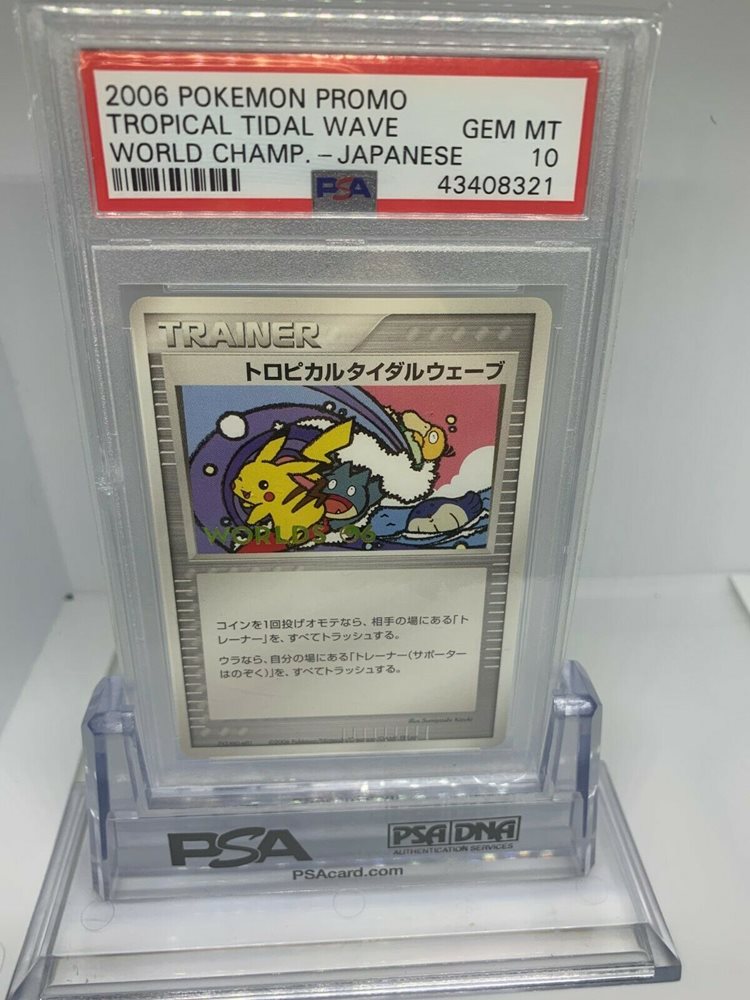 2006 POKEMON PROMO
TROPICAL TIDAL WAVE GEM MT
WORLD CHAMP. - JAPANESE 10
PSA 43408321
TRAINER
トロピカルタイダルウェーブ
WORLDS 06
コインを1回投げオモテなら、相手の場にある「ト
レーナー」を、すべてトラッシュする。
ウラなら、自分の場にある「トレーナー(サポーター
はのぞく)」を、すべてトラッシュする。
PSA
PSA DNA
AUTHENTICATION SERVICES
PSAcard.com